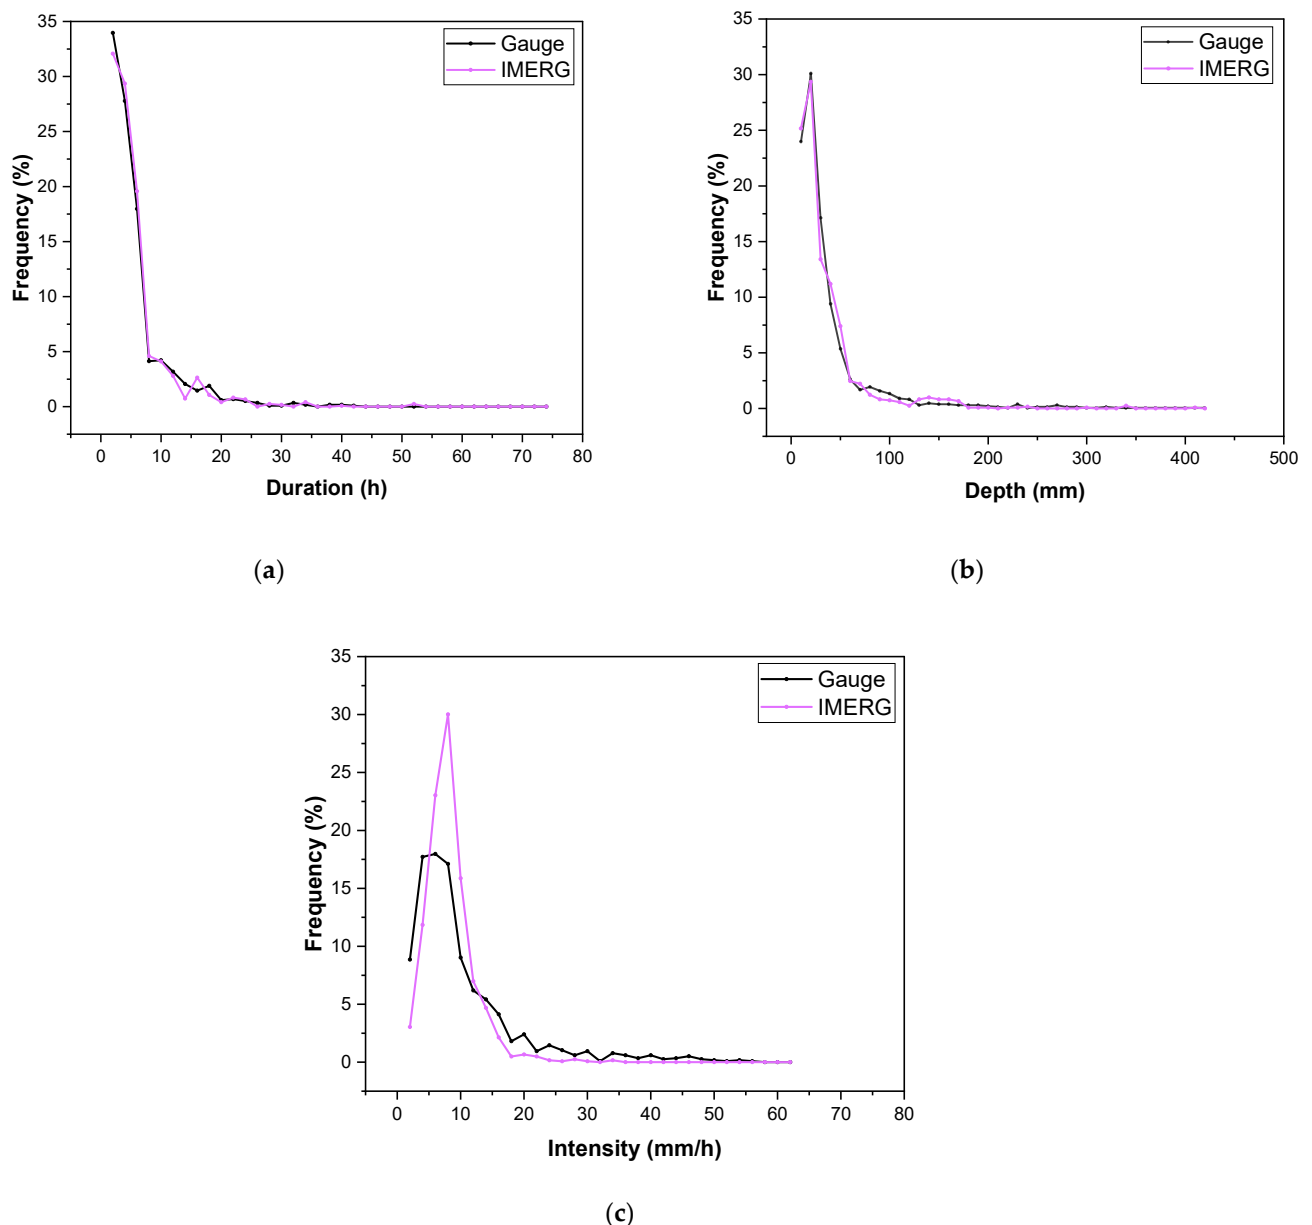 35
30
25
20
15
10
5
0
Frequency (%)
Gauge
IMERG
0 10 20 30 40 50 60 70 80
Duration (h)
(a)
35
30
25
20
15
10
5
0
Frequency (%)
Gauge
IMERG
0 100 200 300 400 500
Depth (mm)
(b)
35
30
25
20
15
10
5
0
Frequency (%)
Gauge
IMERG
0 10 20 30 40 50 60 70 80
Intensity (mm/h)
(c)